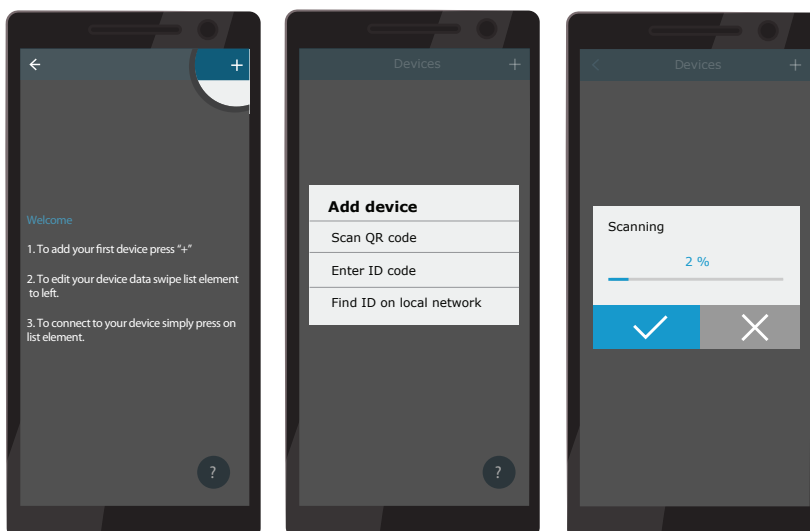 +
Welcome
1. To add your first device press “+”
2. To edit your device data swipe list element
to left.
3. To connect to your device simply press on
list element.
?
Devices +
Add device
Scan QR code
Enter ID code
Find ID on local network
?
Devices +
Scanning
2 %